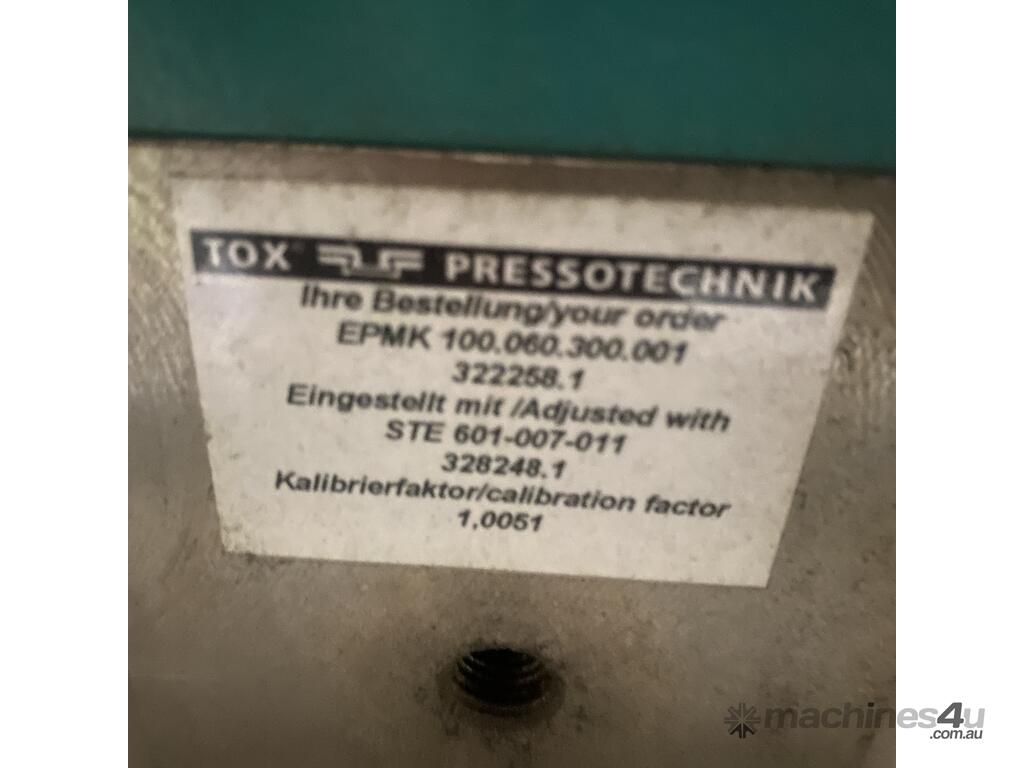 TOX® PRESSOTECHNIK
Ihre Bestellung/your order
EPMK 100.060.300.001
322258.1
Eingestellt mit /Adjusted with
STE 601-007-011
328248.1
Kalibrierfaktor/calibration factor
1,0051
machines4u
.com.au